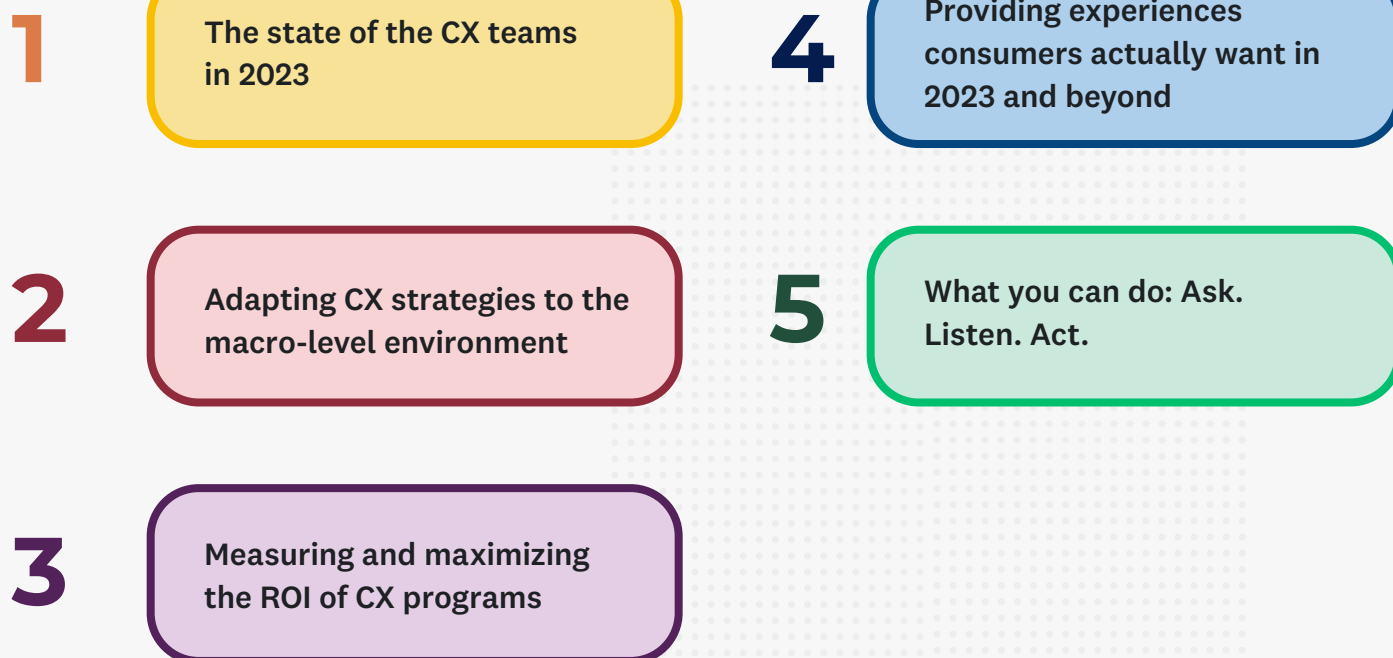 1
The state of the CX teams
in 2023
2
Adapting CX strategies to the
macro-level environment
3
Measuring and maximizing
the ROI of CX programs
4
Providing experiences
consumers actually want in
2023 and beyond
5
What you can do: Ask.
Listen. Act.